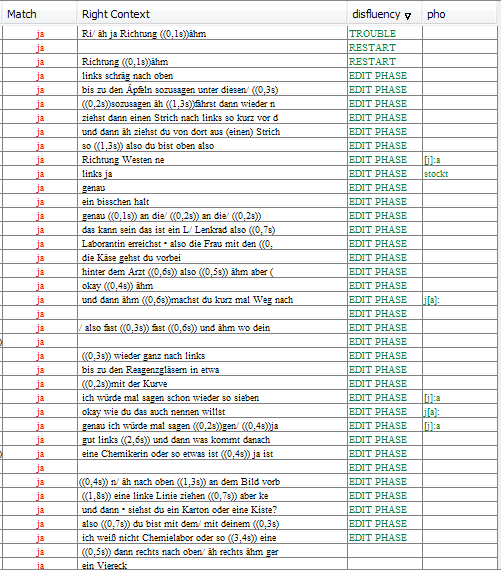 Match Right Context disfluency pho
ja Ri/ äh ja Richtung ((0,1s))ähm TROUBLE
ja RESTART
ja Richtung ((0,1s))ähm RESTART
ja links schräg nach oben EDIT PHASE
ja bis zu den Äpfeln sozusagen unter diesen/ ((0,3s) EDIT PHASE
ja ((0,2s))sozusagen äh ((1,3s))fährst dann wieder n EDIT PHASE
ja ziehst dann einen Strich nach links so kurz vor d EDIT PHASE
ja und dann äh ziehst du von dort aus (einen) Strich EDIT PHASE
ja so ((1,3s)) also du bist oben also EDIT PHASE
ja Richtung Westen ne EDIT PHASE [j]:a
ja links ja EDIT PHASE stockt
ja genau EDIT PHASE
ja ein bisschen halt EDIT PHASE
ja genau ((0,1s)) an die/ ((0,2s)) an die/ ((0,2s)) EDIT PHASE
ja das kann sein das ist ein L/ Lenkrad also ((0,7s) EDIT PHASE
ja Laborantin erreichst • also die Frau mit den ((0, EDIT PHASE
ja die Käse gehst du vorbei EDIT PHASE
ja hinter dem Arzt ((0,6s)) also ((0,5s)) ähm aber ( EDIT PHASE
ja okay ((0,4s)) ähm EDIT PHASE
ja und dann ähm ((0,6s))machst du kurz mal Weg nach EDIT PHASE j[a]:
ja EDIT PHASE
ja / also fast ((0,3s)) fast ((0,6s)) und ähm wo dein EDIT PHASE
ja EDIT PHASE
ja ((0,3s)) wieder ganz nach links EDIT PHASE
ja bis zu den Reagenzgläsern in etwa EDIT PHASE
ja ((0,2s))mit der Kurve EDIT PHASE
ja ich würde mal sagen schon wieder so sieben EDIT PHASE [j]:a
ja okay wie du das auch nennen willst EDIT PHASE j[a]:
ja genau ich würde mal sagen ((0,2s))gen/ ((0,4s))ja EDIT PHASE [j]:a
ja gut links ((2,6s)) und dann was kommt danach EDIT PHASE
ja eine Chemikerin oder so etwas ist ((0,4s)) ja ist EDIT PHASE
ja EDIT PHASE
ja ((0,4s)) n/ äh nach oben ((1,3s)) an dem Bild vorb EDIT PHASE
ja ((1,8s)) eine linke Linie ziehen ((0,7s)) aber ke EDIT PHASE
ja und dann • siehst du ein Karton oder eine Kiste? EDIT PHASE
ja also ((0,7s)) du bist mit dem/ mit deinem ((0,3s) EDIT PHASE
ja ich weiß nicht Chemielabor oder so ((3,4s)) eine EDIT PHASE
ja ((0,5s)) dann rechts nach oben/ äh rechts ähm ger
ja ein Viereck